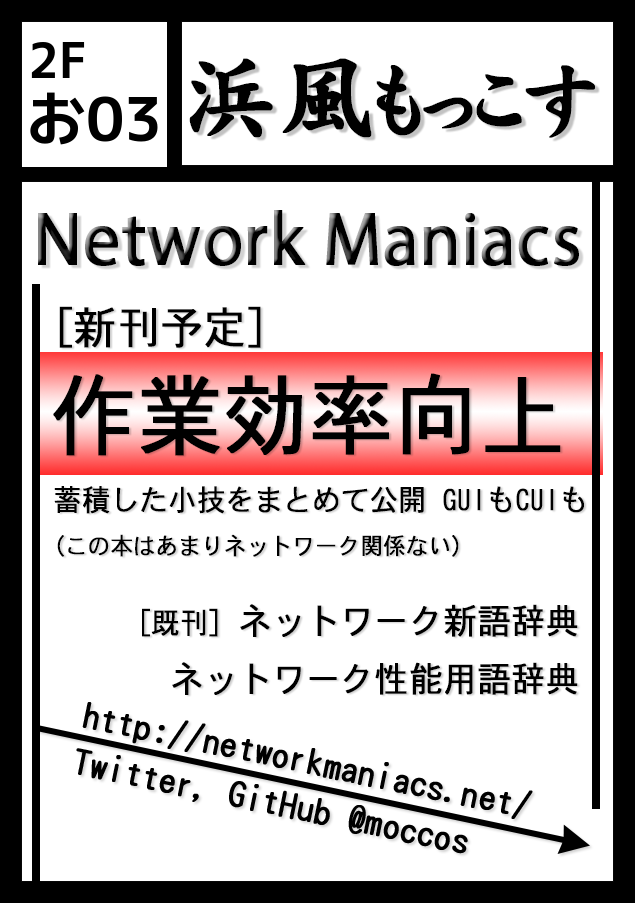 2F
お03
浜風もっこす
Network Maniacs
[新刊予定]
作業効率向上
蓄積した小技をまとめて公開 GUIもCUIも
(この本はあまりネットワーク関係ない)
[既刊] ネットワーク新語辞典
ネットワーク性能用語辞典
http://networkmaniacs.net/
Twitter, GitHub @moccos